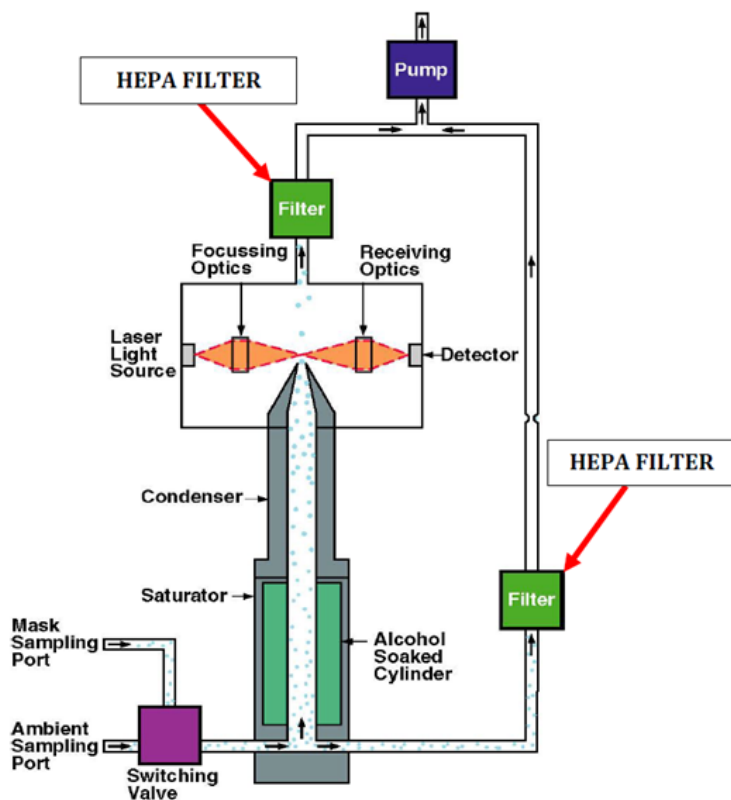 Pump
HEPA FILTER
Filter
Focussing
Optics
Receiving
Optics
Laser
Light
Source
Detector
HEPA FILTER
Condenser
Filter
Saturator
Mask
Sampling
Port
Alcohol
Soaked
Cylinder
Ambient
Sampling
Port
Switching
Valve